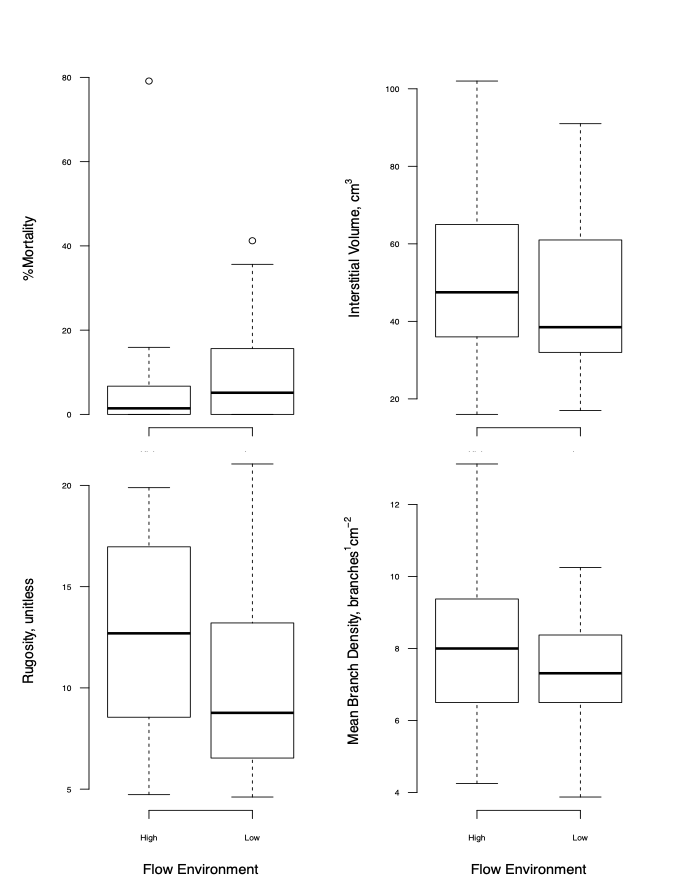 %Mortality
80
60
40
20
0
Interstitial Volume, cm3
100
80
60
40
20
Rugosity, unitless
20
15
10
5
High
Low
Flow Environment
Mean Branch Density, branches1cm−2
12
10
8
6
4
High
Low
Flow Environment